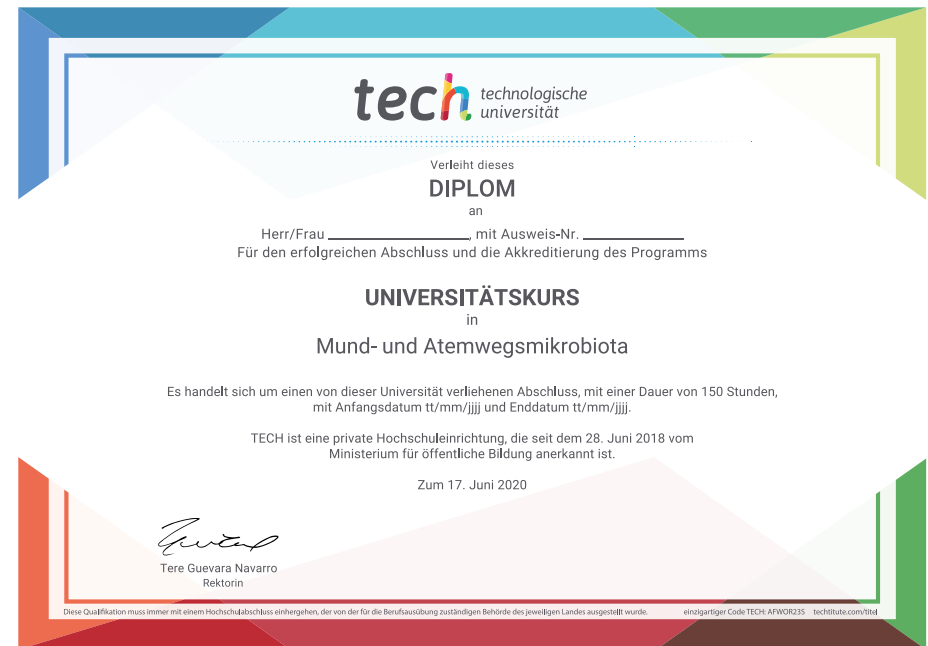 tech technologische
universität
Verleiht dieses
DIPLOM
an
Herr/Frau ____________________, mit Ausweis-Nr. ______________
Für den erfolgreichen Abschluss und die Akkreditierung des Programms
UNIVERSITÄTSKURS
in
Mund- und Atemwegsmikrobiota
Es handelt sich um einen von dieser Universität verliehenen Abschluss, mit einer Dauer von 150 Stunden,
mit Anfangsdatum tt/mm/jjjj und Enddatum tt/mm/jjjj.
TECH ist eine private Hochschuleinrichtung, die seit dem 28. Juni 2018 vom
Ministerium für öffentliche Bildung anerkannt ist.
Zum 17. Juni 2020
Tere Guevara Navarro
Rektorin
Diese Qualifikation muss immer mit einem Hochschulabschluss einhergehen, der von der für die Berufsausübung zuständigen Behörde des jeweiligen Landes ausgestellt wurde. einzigartiger Code TECH: AFWOR23S techtitute.com/titel